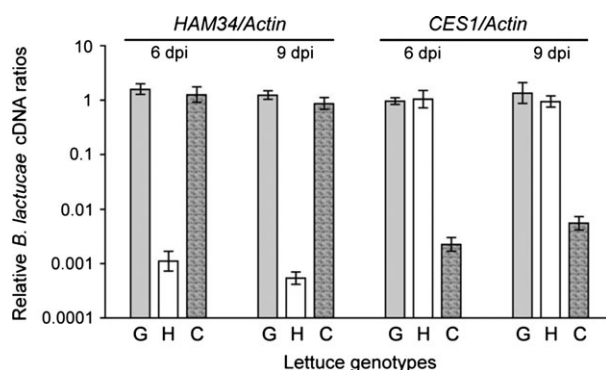 HAM34/Actin CES1/Actin
6 dpi 9 dpi 6 dpi 9 dpi
Relative B. lactucae cDNA ratios
10
1
0.1
0.01
0.001
0.0001
G H C G H C G H C G H C
Lettuce genotypes